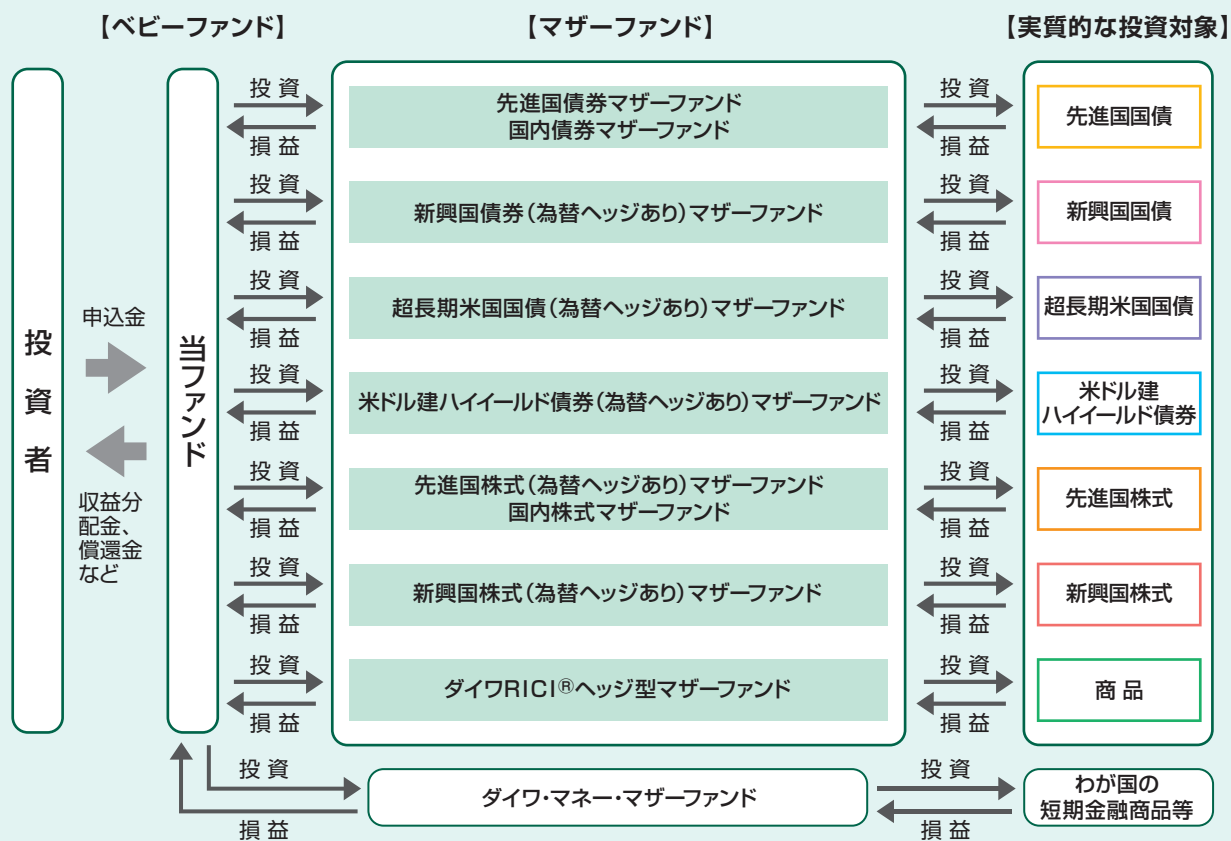 【ベビーファンド】
【マザーファンド】
【実質的な投資対象】
投資者
申込金
収益分
配金、
償還金
など
当ファンド
投 資
損 益
先進国債券マザーファンド
国内債券マザーファンド
投 資
損 益
先進国国債
投 資
損 益
新興国債券(為替ヘッジあり)マザーファンド
投 資
損 益
新興国国債
投 資
損 益
超長期米国国債(為替ヘッジあり)マザーファンド
投 資
損 益
超長期米国国債
投 資
損 益
米ドル建ハイイールド債券(為替ヘッジあり)マザーファンド
投 資
損 益
米ドル建
ハイイールド債券
投 資
損 益
先進国株式(為替ヘッジあり)マザーファンド
国内株式マザーファンド
投 資
損 益
先進国株式
投 資
損 益
新興国株式(為替ヘッジあり)マザーファンド
投 資
損 益
新興国株式
投 資
損 益
ダイワRICI®ヘッジ型マザーファンド
投 資
損 益
商 品
投 資
損 益
ダイワ・マネー・マザーファンド
投 資
損 益
わが国の
短期金融商品等